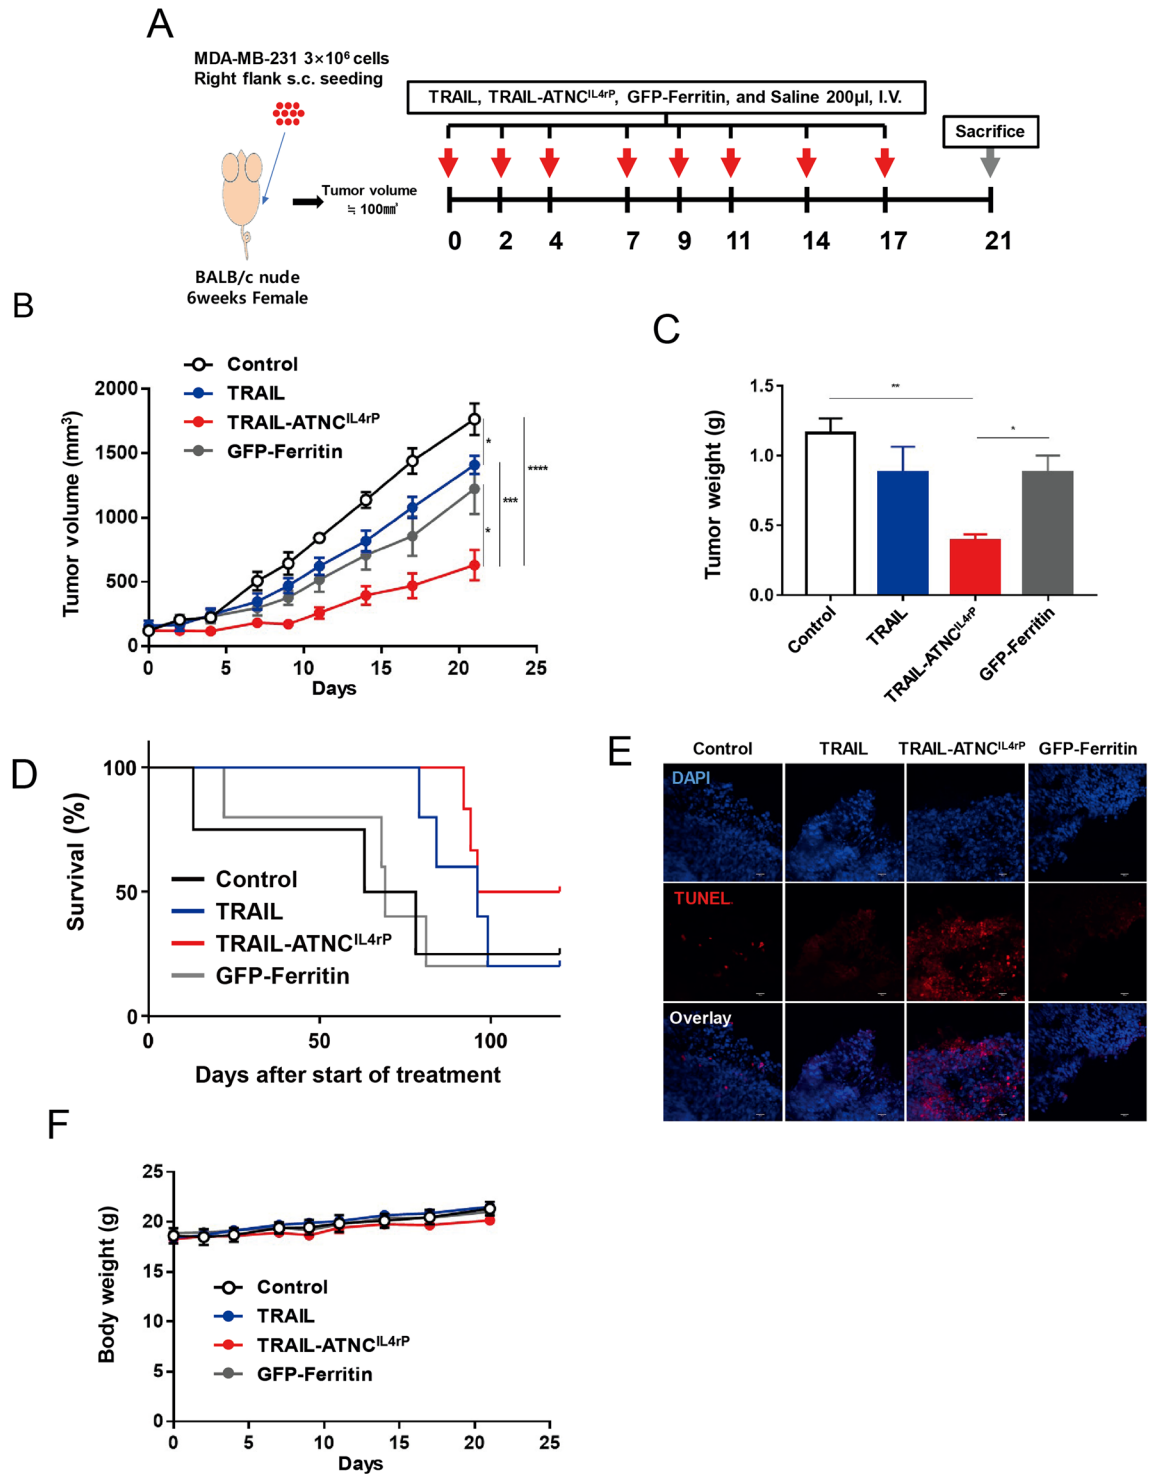 A
MDA-MB-231 3×10⁶ cells
Right flank s.c. seeding
TRAIL, TRAIL-ATNC^IL4rP, GFP-Ferritin, and Saline 200μl, I.V.
Sacrifice
Tumor volume
≒ 100㎣
0 2 4 7 9 11 14 17 21
BALB/c nude
6weeks Female
B
Control
TRAIL
TRAIL-ATNC^IL4rP
GFP-Ferritin
Tumor volume (mm³)
2000
1500
1000
500
0
0 5 10 15 20 25
Days
*
*
***
****
C
Tumor weight (g)
1.5
1.0
0.5
0.0
**
*
Control
TRAIL
TRAIL-ATNC^IL4rP
GFP-Ferritin
D
Survival (%)
100
50
0
Control
TRAIL
TRAIL-ATNC^IL4rP
GFP-Ferritin
0 50 100
Days after start of treatment
E
Control TRAIL TRAIL-ATNC^IL4rP GFP-Ferritin
DAPI
TUNEL
Overlay
F
Body weight (g)
25
20
15
10
5
0
Control
TRAIL
TRAIL-ATNC^IL4rP
GFP-Ferritin
0 5 10 15 20 25
Days